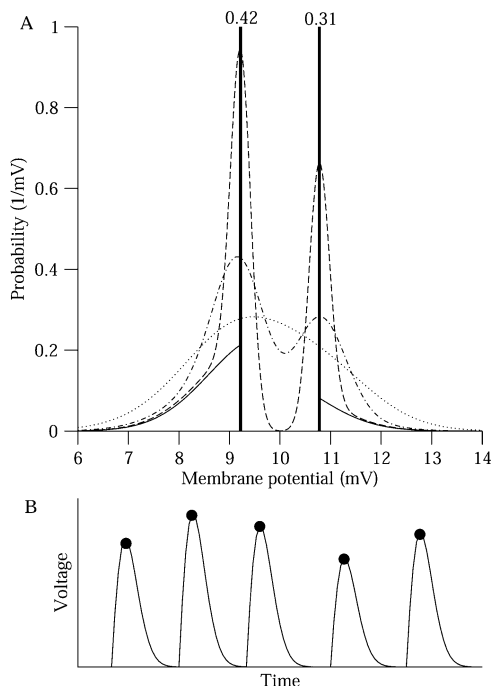 A
0.42 0.31
1
0.8
0.6
0.4
0.2
0
Probability (1/mV)
6 7 8 9 10 11 12 13 14
Membrane potential (mV)
B
Voltage
Time